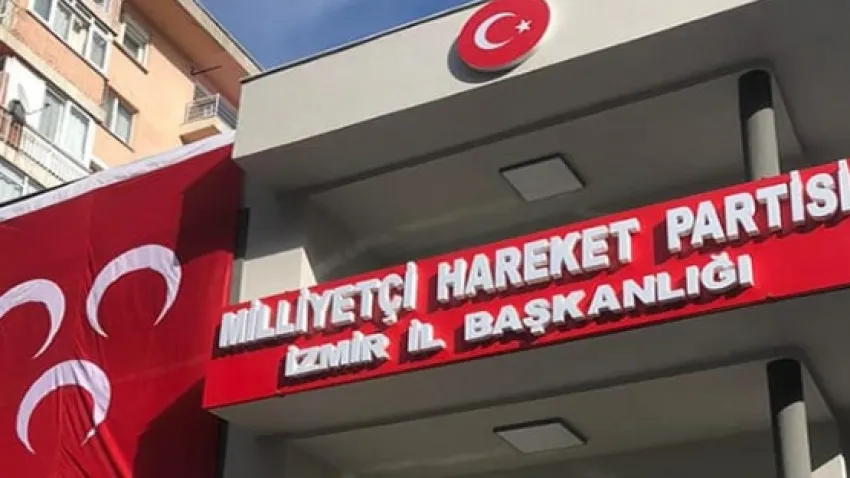 MİLLİYETÇİ HAREKET PARTİSİ
İZMİR İL BAŞKANLIĞI